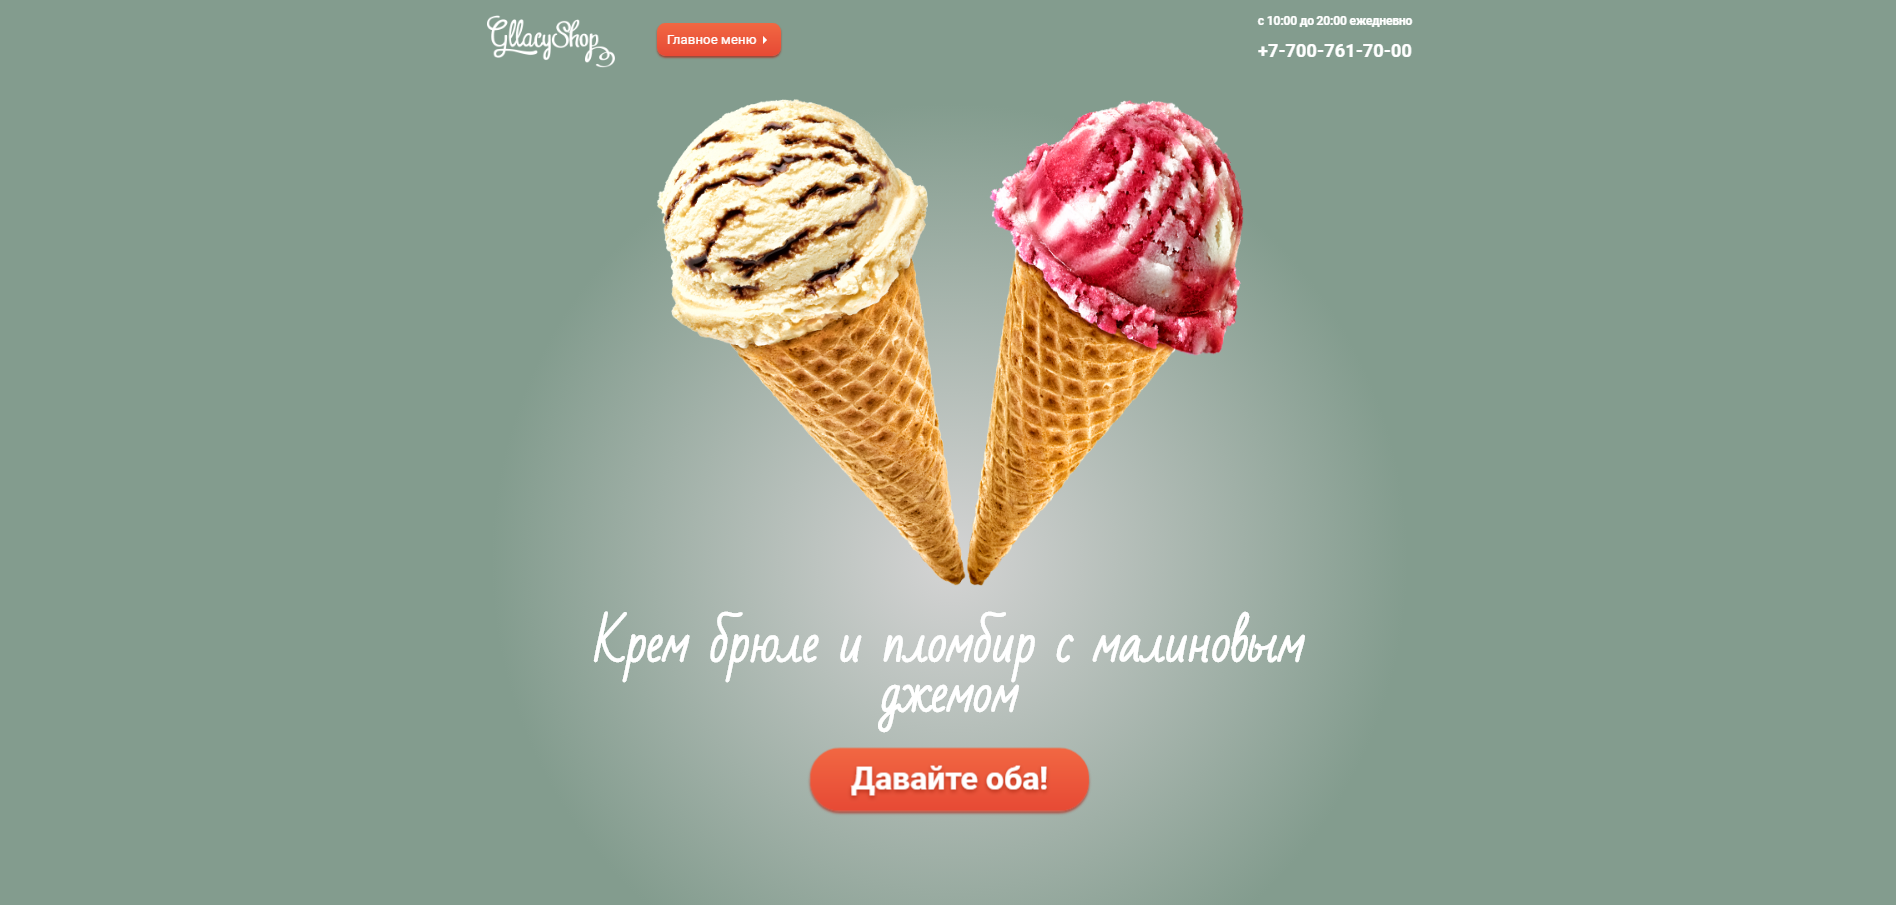 GllacyShop
Главное меню
с 10:00 до 20:00 ежедневно
+7-700-761-70-00
Крем брюле и пломбир с малиновым
джемом
Давайте оба!